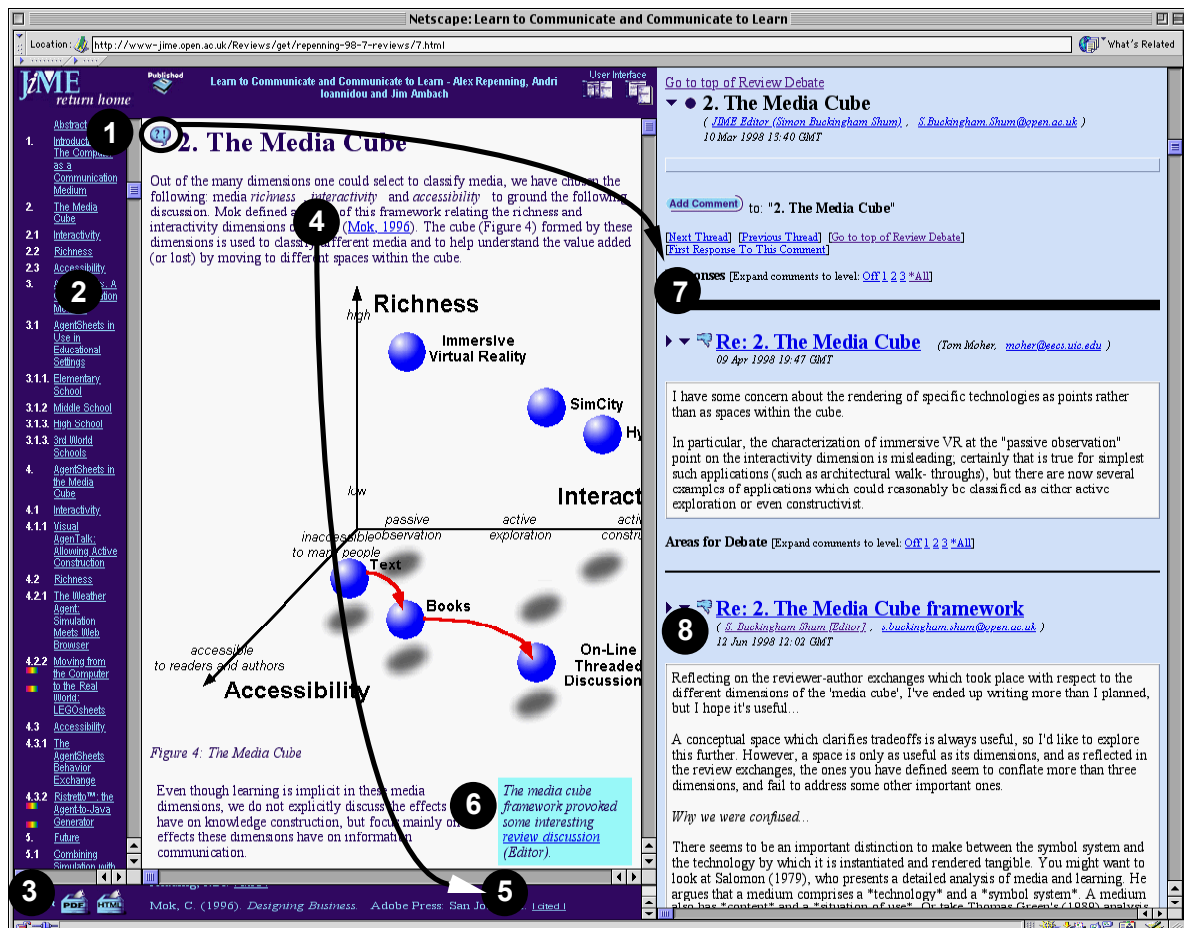 Netscape: Learn to Communicate and Communicate to Learn
Location: http://www-jime.open.ac.uk/Reviews/get/repenning-98-7-reviews/7.html
What's Related
JiME
return home
Published
Learn to Communicate and Communicate to Learn - Alex Repenning, Andri
Ioannidou and Jim Ambach
User Interface
Abstract
1. Introduction:
The Computer
as a
Communication
Medium
2. The Media
Cube
2.1 Interactivity
2.2 Richness
2.3 Accessibility
3.
3.1 AgentSheets in
Use in
Educational
Settings
3.1.1. Elementary
School
3.1.2 Middle School
3.1.3. High School
3.1.3. 3rd World
Schools
4. AgentSheets in
the Media
Cube
4.1 Interactivity
4.1.1 Visual
AgenTalk:
Allowing Active
Construction
4.2 Richness
4.2.1 The Weather
Agent:
Simulation
Meets Web
Browser
4.2.2 Moving from
the Computer
to the Real
World:
LEGOsheets
4.3 Accessibility
4.3.1 The
AgentSheets
Behavior
Exchange
4.3.2 Ristretto™: the
Agent-to-Java
Generator
5. Future
5.1 Combining
Simulation with
1
2
3
PDF
HTML
?!
2. The Media Cube
Out of the many dimensions one could select to classify media, we have chosen the
following: media richness interactivity and accessibility to ground the following
discussion. Mok defined a of this framework relating the richness and
interactivity dimensions (Mok, 1996). The cube (Figure 4) formed by these
dimensions is used to classify different media and to help understand the value added
(or lost) by moving to different spaces within the cube.
4
Richness
high
Immersive
Virtual Reality
SimCity
Hy
low
Interact
passive
observation
active
exploration
activ
constru
inaccessible
to many people
Text
Books
On-Line
Threaded
Discussion
accessible
to readers and authors
Accessibility
Figure 4: The Media Cube
Even though learning is implicit in these media
dimensions, we do not explicitly discuss the effects
have on knowledge construction, but focus mainly on
effects these dimensions have on information
communication.
6
The media cube
framework provoked
some interesting
review discussion
(Editor).
5
Mok, C. (1996). Designing Business. Adobe Press: San Jo [cited]
Go to top of Review Debate
2. The Media Cube
( JIME Editor (Simon Buckingham Shum) , S.Buckingham.Shum@open.ac.uk )
10 Mar 1998 13:40 GMT
Add Comment to: "2. The Media Cube"
[Next Thread] [Previous Thread] [Go to top of Review Debate]
[First Response To This Comment]
7
[Expand comments to level: Off 1 2 3 *All]
Re: 2. The Media Cube (Tom Moher, moher@eecs.uic.edu )
09 Apr 1998 19:47 GMT
I have some concern about the rendering of specific technologies as points rather
than as spaces within the cube.
In particular, the characterization of immersive VR at the "passive observation"
point on the interactivity dimension is misleading; certainly that is true for simplest
such applications (such as architectural walk- throughs), but there are now several
examples of applications which could reasonably be classified as either active
exploration or even constructivist.
Areas for Debate [Expand comments to level: Off 1 2 3 *All]
Re: 2. The Media Cube framework
8
( S. Buckingham Shum [Editor] , s.buckingham.shum@open.ac.uk )
12 Jun 1998 12:02 GMT
Reflecting on the reviewer-author exchanges which took place with respect to the
different dimensions of the 'media cube', I've ended up writing more than I planned,
but I hope it's useful...
A conceptual space which clarifies tradeoffs is always useful, so I'd like to explore
this further. However, a space is only as useful as its dimensions, and as reflected in
the review exchanges, the ones you have defined seem to conflate more than three
dimensions, and fail to address some other important ones.
Why we were confused...
There seems to be an important distinction to make between the symbol system and
the technology by which it is instantiated and rendered tangible. You might want to
look at Salomon (1979), who presents a detailed analysis of media and learning. He
argues that a medium comprises a *technology* and a *symbol system*. A medium
also has *content* and a *situation of use*. Or take Thomas Green's (1989) analysis